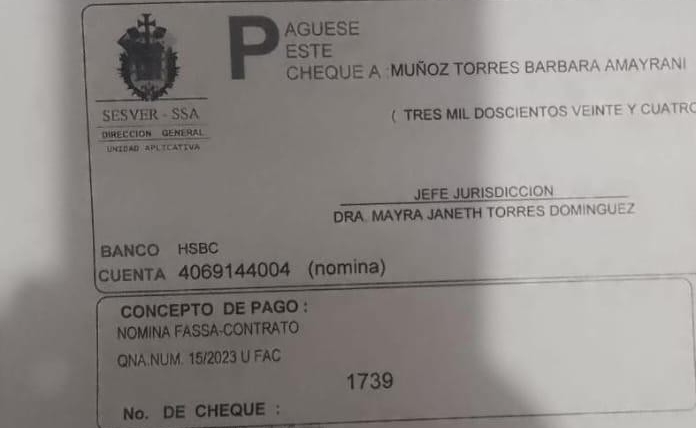 PAGUESE
ESTE
CHEQUE A : MUÑOZ TORRES BARBARA AMAYRANI
( TRES MIL DOSCIENTOS VEINTE Y CUATRO
SESVER - SSA
DIRECCION GENERAL
UNIDAD APLICATIVA
JEFE JURISDICCION
DRA. MAYRA JANETH TORRES DOMINGUEZ
BANCO HSBC
CUENTA 4069144004 (nomina)
CONCEPTO DE PAGO :
NOMINA FASSA-CONTRATO
QNA.NUM. 15/2023 U FAC
1739
No. DE CHEQUE :